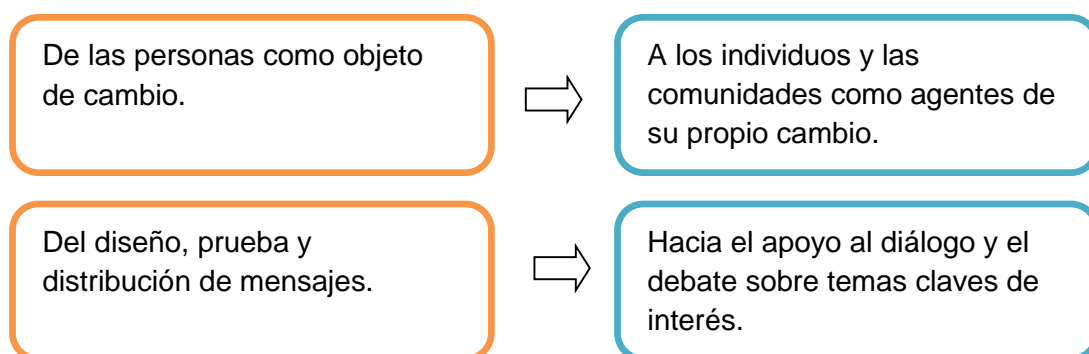 De las personas como objeto
de cambio.
A los individuos y las
comunidades como agentes de
su propio cambio.
Del diseño, prueba y
distribución de mensajes.
Hacia el apoyo al diálogo y el
debate sobre temas claves de
interés.